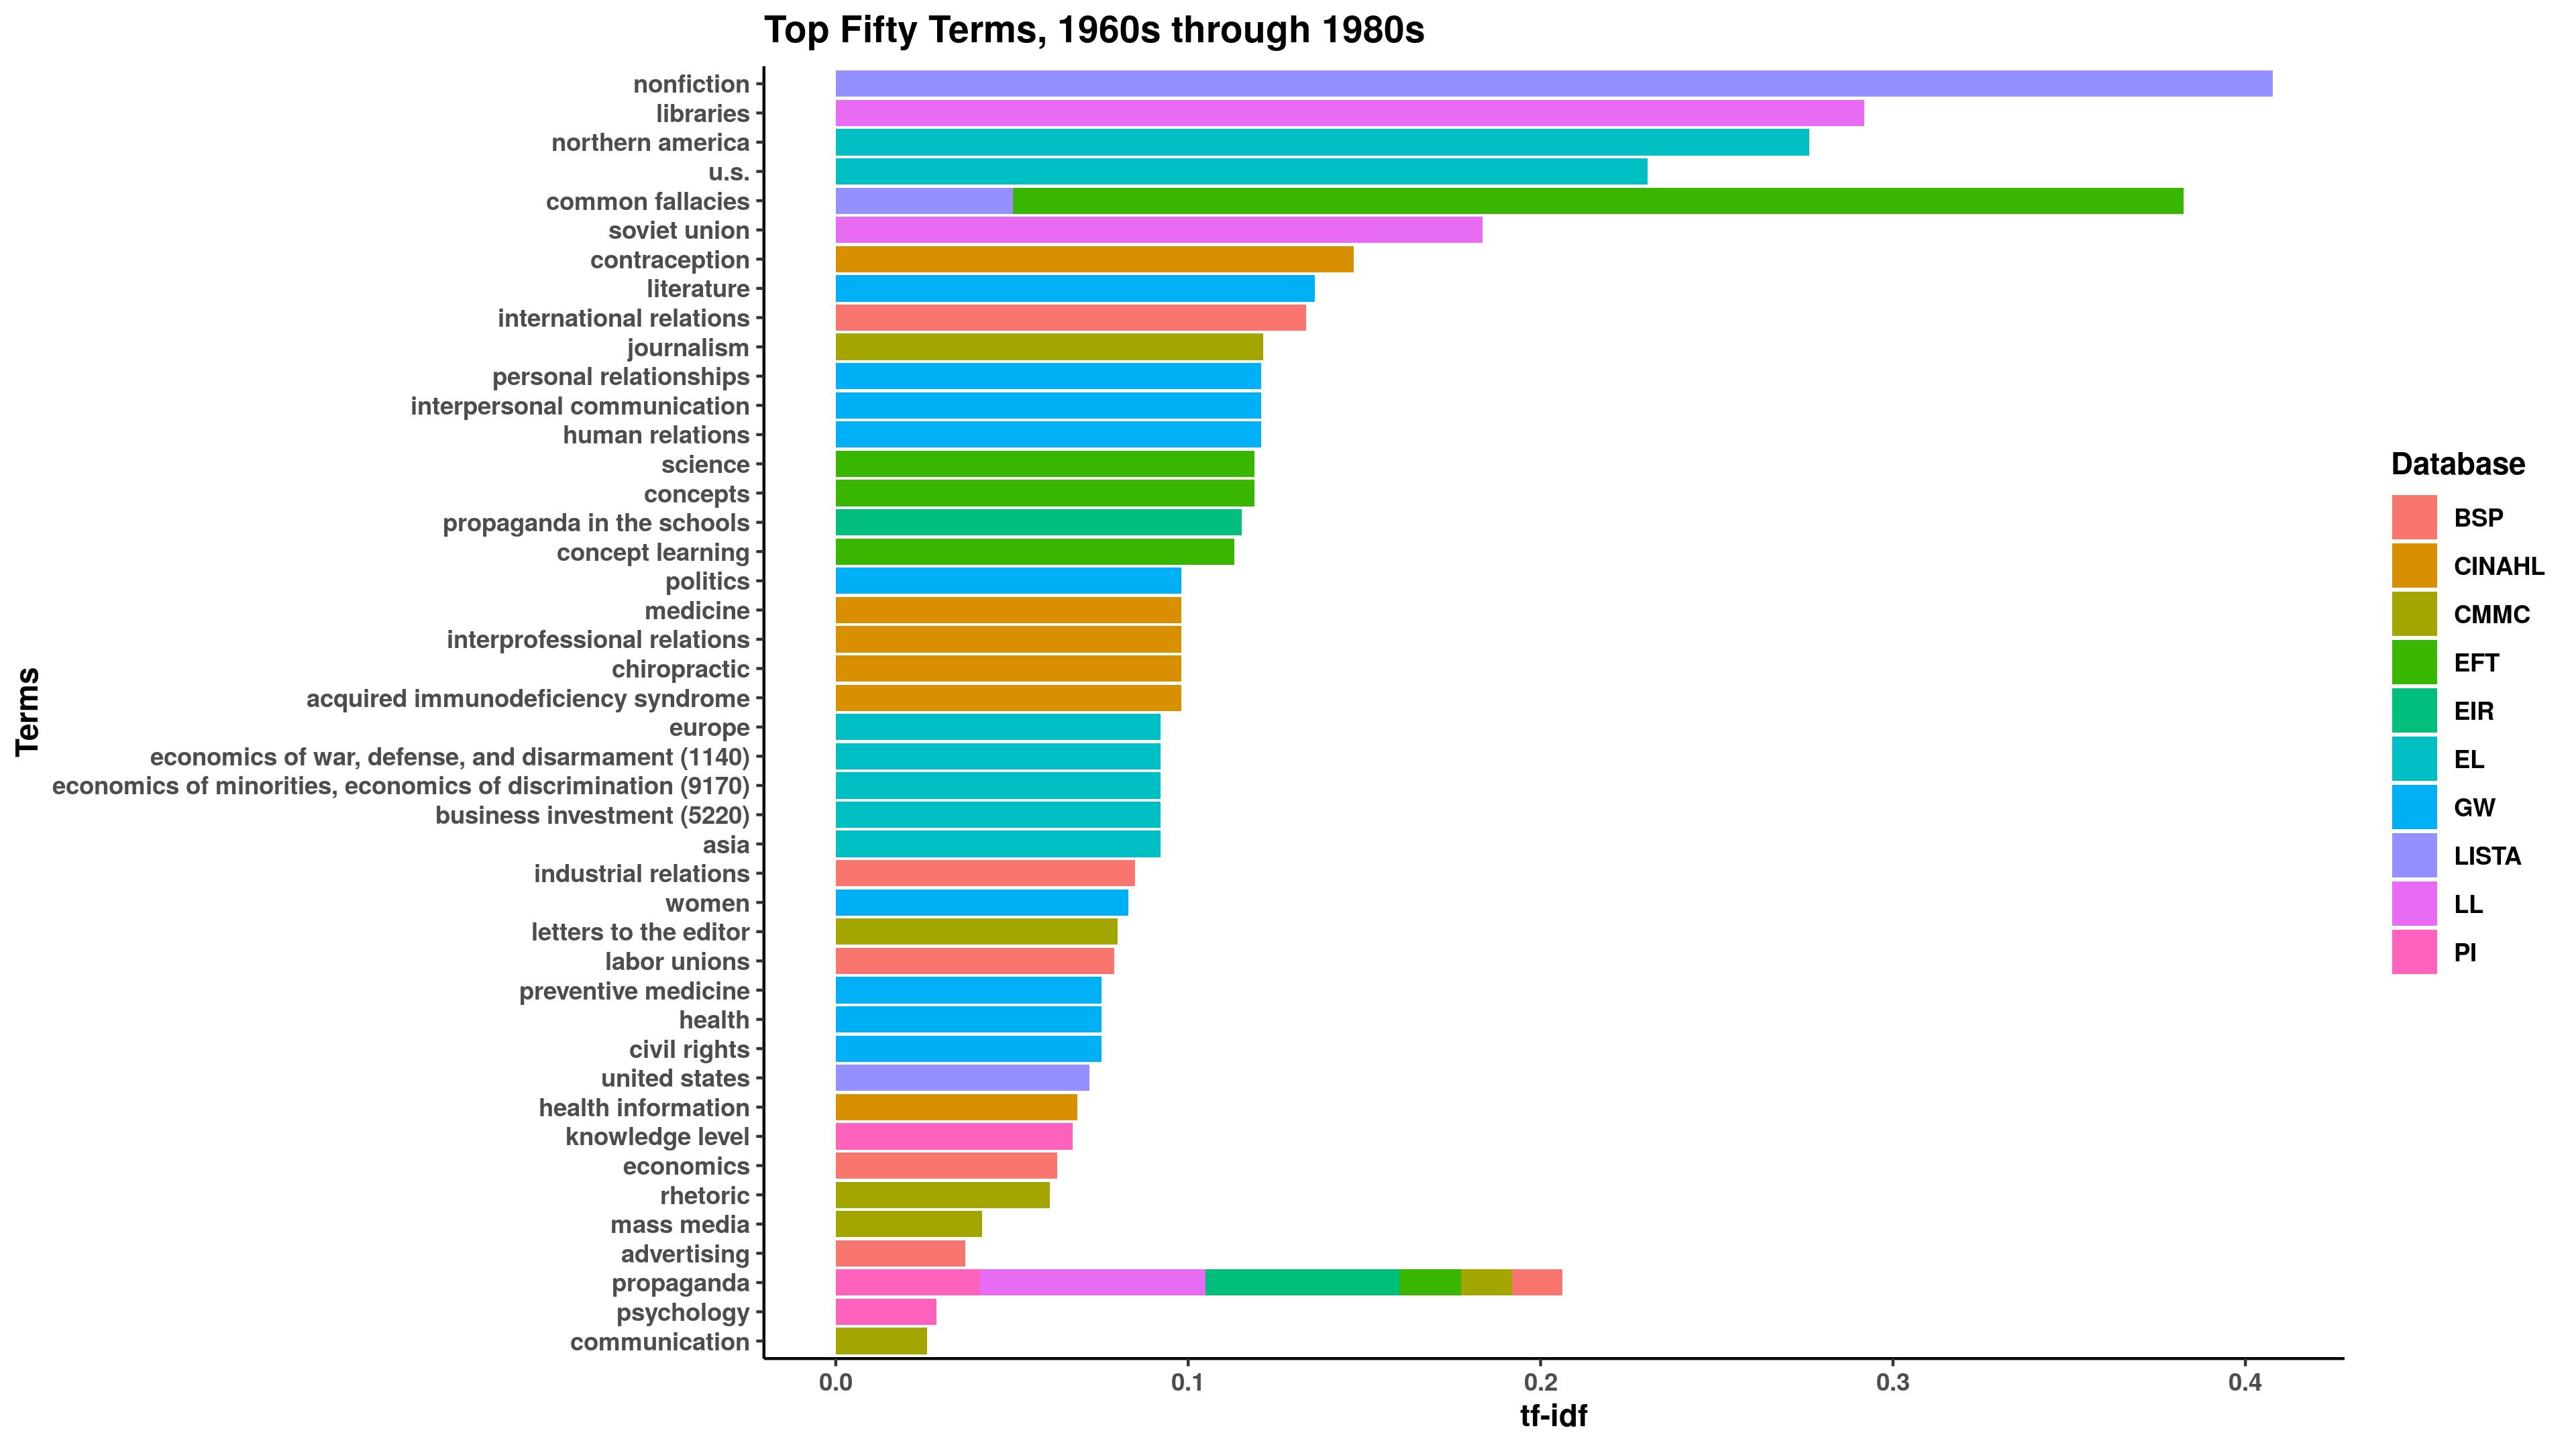 Top Fifty Terms, 1960s through 1980s
nonfiction
libraries
northern america
u.s.
common fallacies
soviet union
contraception
literature
international relations
journalism
personal relationships
interpersonal communication
human relations
science
concepts
propaganda in the schools
concept learning
politics
medicine
interprofessional relations
chiropractic
acquired immunodeficiency syndrome
europe
economics of war, defense, and disarmament (1140)
economics of minorities, economics of discrimination (9170)
business investment (5220)
asia
industrial relations
women
letters to the editor
labor unions
preventive medicine
health
civil rights
united states
health information
knowledge level
economics
rhetoric
mass media
advertising
propaganda
psychology
communication
Terms
0.0 0.1 0.2 0.3 0.4
tf-idf
Database
BSP
CINAHL
CMMC
EFT
EIR
EL
GW
LISTA
LL
PI